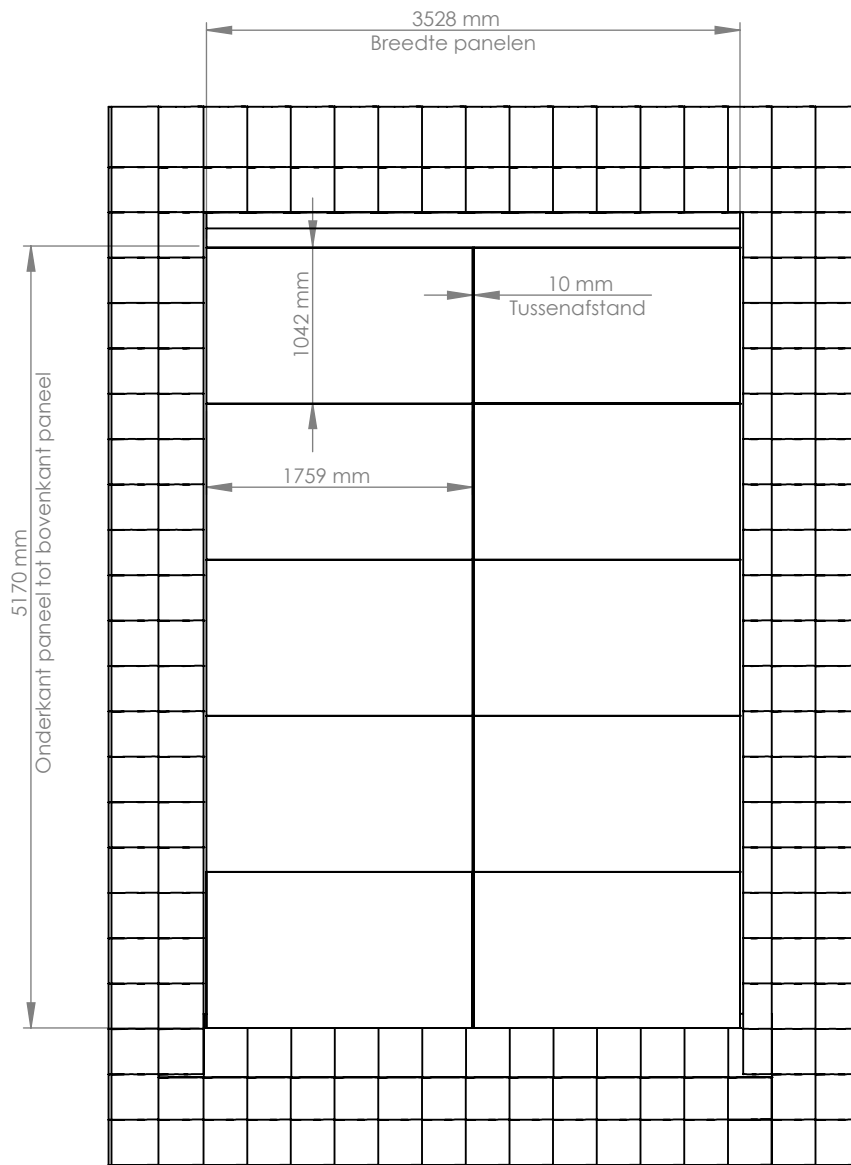 3528 mm
Breedte panelen
10 mm
Tussenafstand
1042 mm
1759 mm
5170 mm
Onderkant paneel tot bovenkant paneel